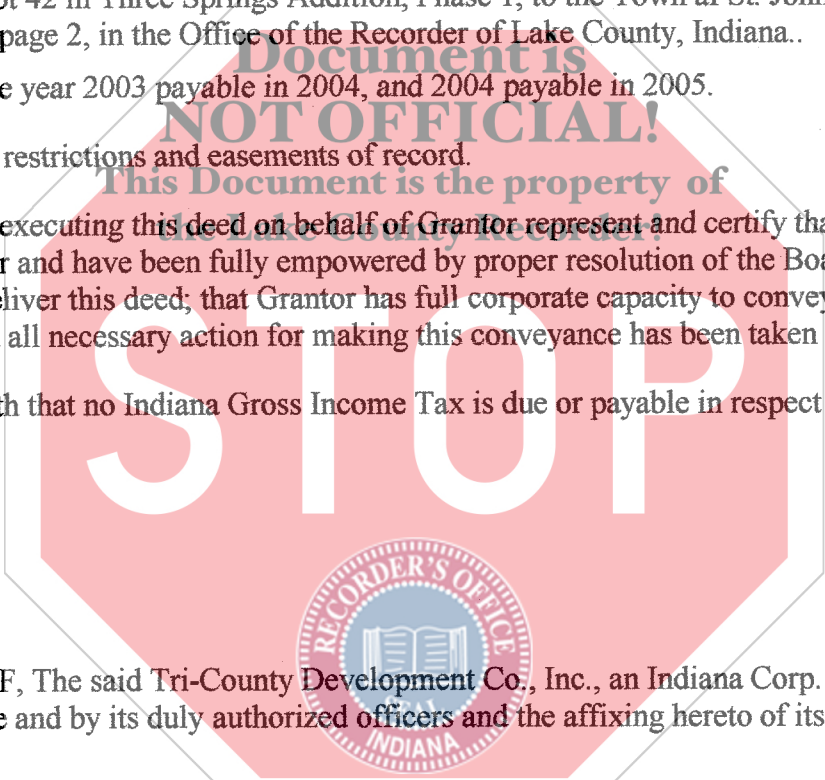 ot 42 in Three Springs Addition, Phase 1, to the Town at St. John
page 2, in the Office of the Recorder of Lake County, Indiana..
Document is
e year 2003 payable in 2004, and 2004 payable in 2005.
NOT OFFICIAL!
restrictions and easements of record.
This Document is the property of
executing this deed on behalf of Grantor represent and certify tha
the Lake County Recorder!
r and have been fully empowered by proper resolution of the Boa
eliver this deed; that Grantor has full corporate capacity to convey
all necessary action for making this conveyance has been taken
STOP
th that no Indiana Gross Income Tax is due or payable in respect
RECORDER'S OFFICE
F, The said Tri-County Development Co., Inc., an Indiana Corp.
SEAL
e and by its duly authorized officers and the affixing hereto of its
INDIANA